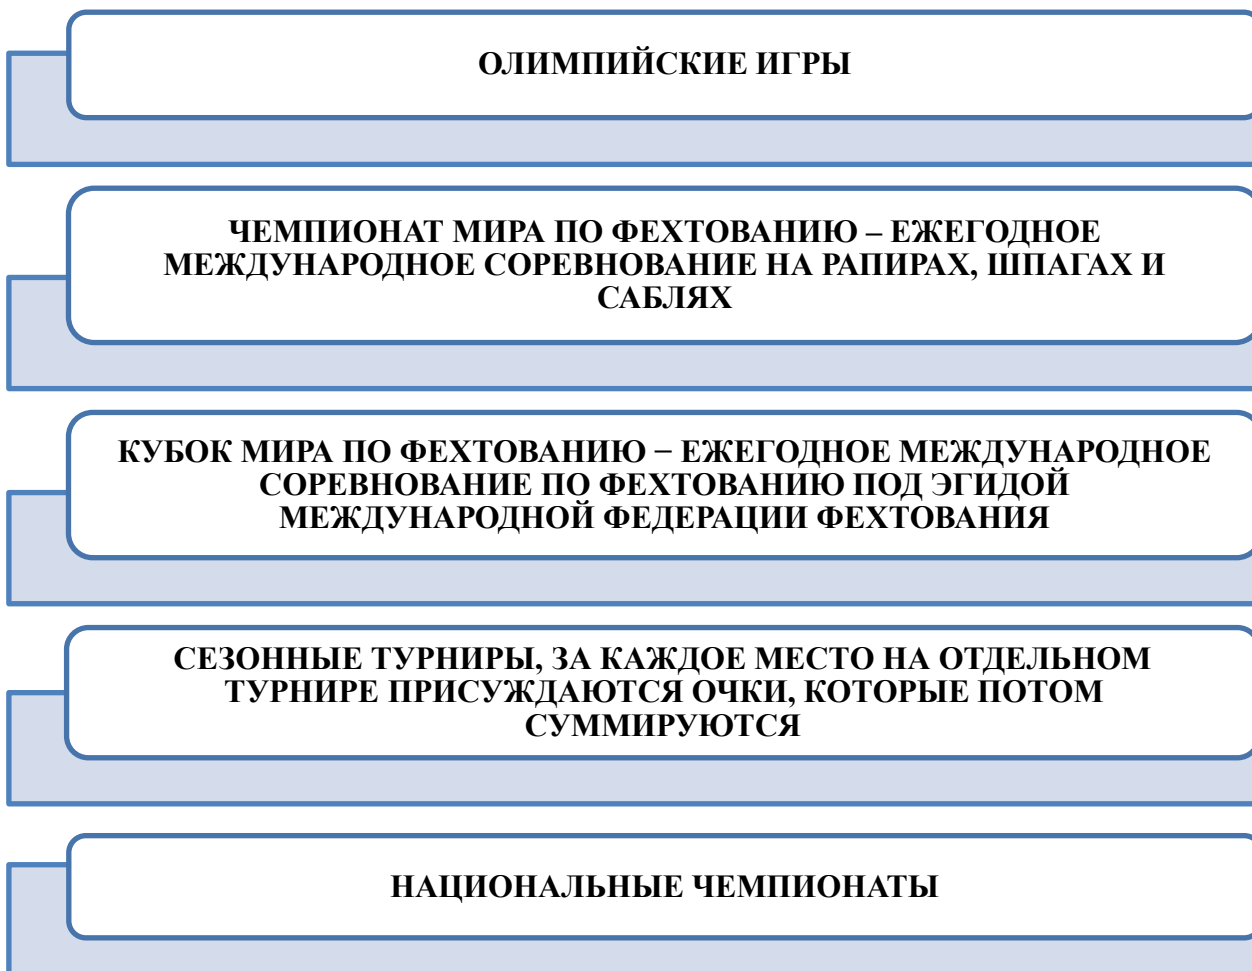 ОЛИМПИЙСКИЕ ИГРЫ
ЧЕМПИОНАТ МИРА ПО ФЕХТОВАНИЮ – ЕЖЕГОДНОЕ
МЕЖДУНАРОДНОЕ СОРЕВНОВАНИЕ НА РАПИРАХ, ШПАГАХ И
САБЛЯХ
КУБОК МИРА ПО ФЕХТОВАНИЮ – ЕЖЕГОДНОЕ МЕЖДУНАРОДНОЕ
СОРЕВНОВАНИЕ ПО ФЕХТОВАНИЮ ПОД ЭГИДОЙ
МЕЖДУНАРОДНОЙ ФЕДЕРАЦИИ ФЕХТОВАНИЯ
СЕЗОННЫЕ ТУРНИРЫ, ЗА КАЖДОЕ МЕСТО НА ОТДЕЛЬНОМ
ТУРНИРЕ ПРИСУЖДАЮТСЯ ОЧКИ, КОТОРЫЕ ПОТОМ
СУММИРУЮТСЯ
НАЦИОНАЛЬНЫЕ ЧЕМПИОНАТЫ